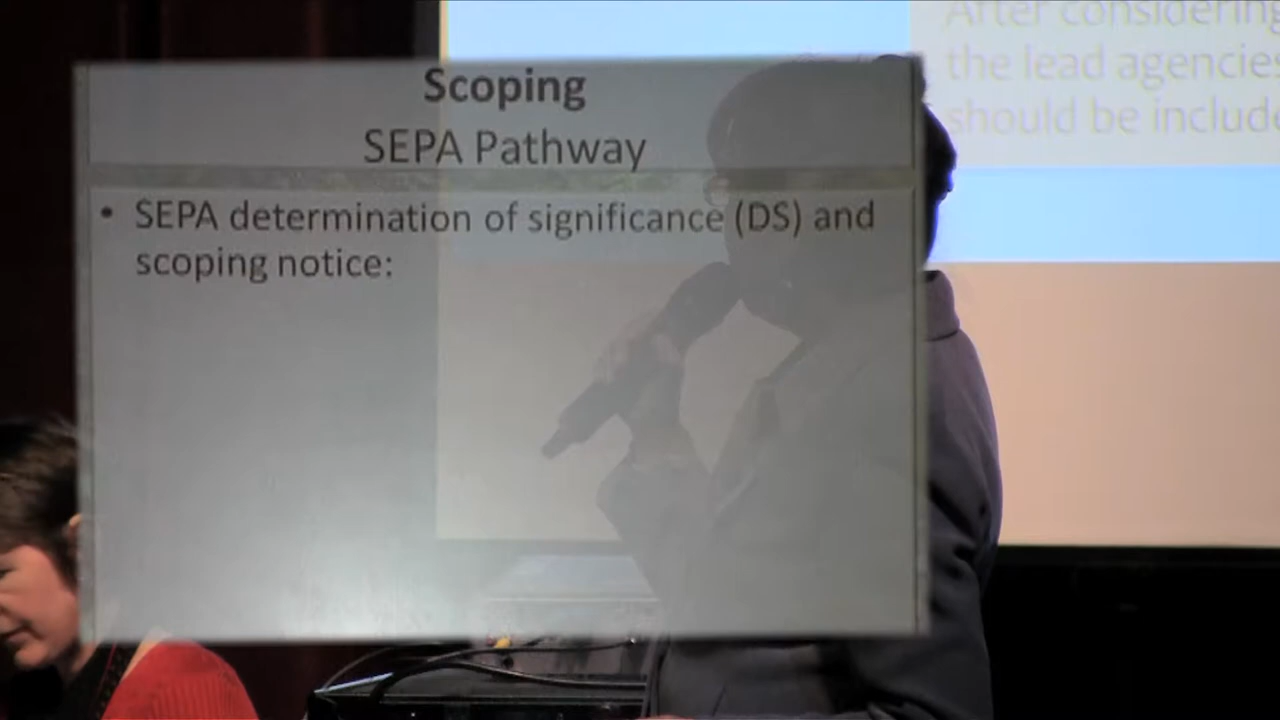 Scoping
SEPA Pathway
• SEPA determination of significance (DS) and
scoping notice:
After considering
the lead agencies
should be include